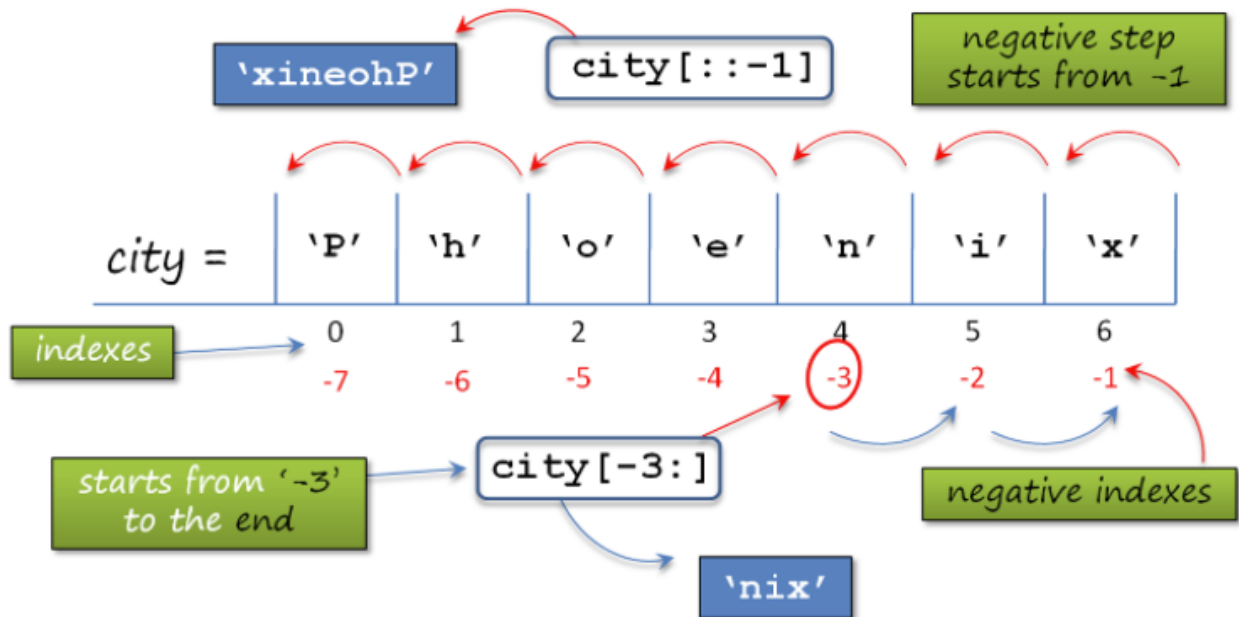 ‘xineohP’
city[::-1]
negative step
starts from -1
city =
‘P’ ‘h’ ‘o’ ‘e’ ‘n’ ‘i’ ‘x’
indexes
0 1 2 3 4 5 6
-7 -6 -5 -4 -3 -2 -1
starts from ‘-3’
to the end
city[-3:]
negative indexes
‘nix’